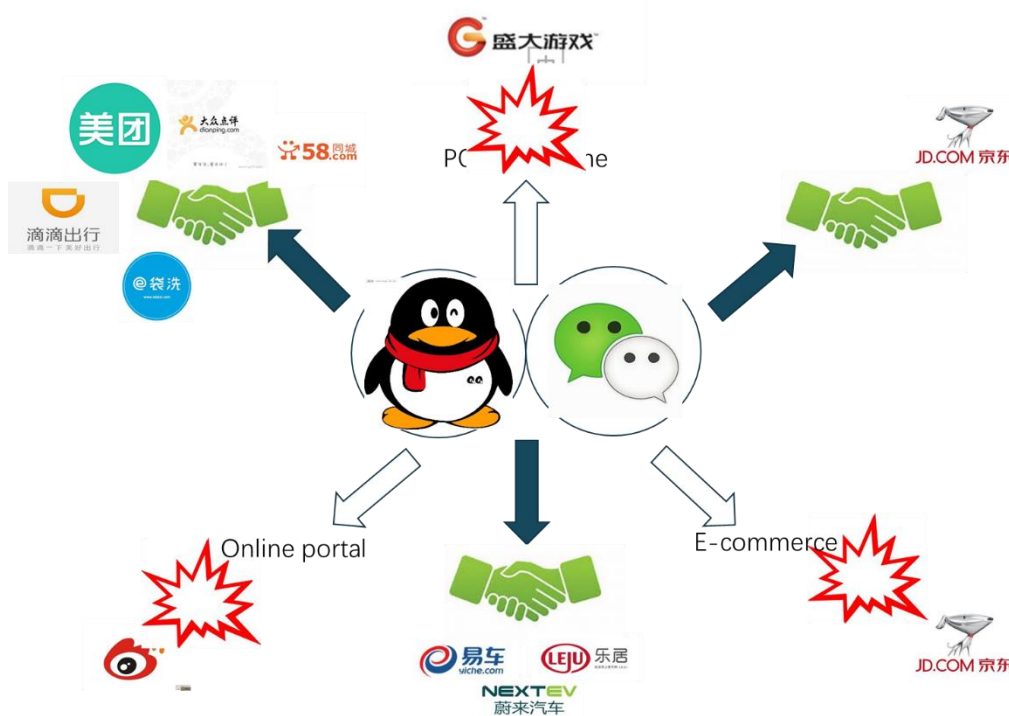 盛大游戏
美团
大众点评
dianping.com
58同城
.com
JD.COM 京东
PC
ne
滴滴出行
滴滴一下 美好出行
e袋洗
Online portal
E-commerce
易车
yiche.com
LEJU 乐居
NEXTEV
蔚来汽车
JD.COM 京东